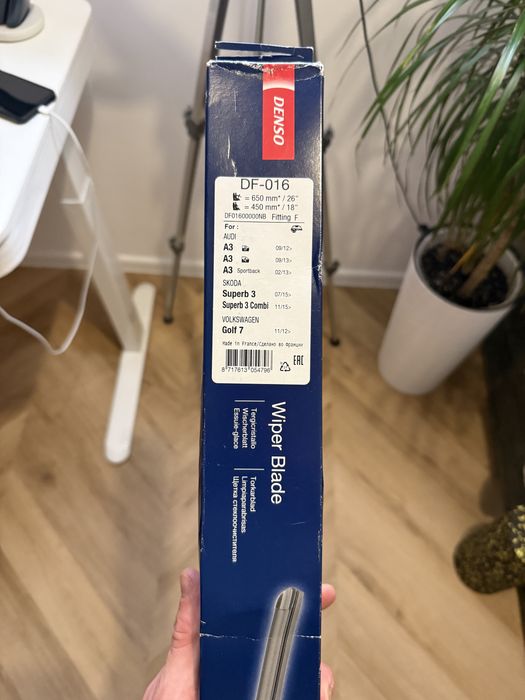 DENSO
DF-016
= 650 mm* / 26"
= 450 mm* / 18"
DF01600000NB Fitting F
For :
AUDI
A3 09/12>
A3 09/13>
A3 Sportback 02/13>
SKODA
Superb 3 07/15>
Superb 3 Combi 11/15>
VOLKSWAGEN
Golf 7 11/12>
Made in France/Сделано во Франции
8 717613 054796
EAC
Wiper Blade
Tergicristallo
Wischerblatt
Essuie-glace
Torkarblad
Limpiaparabrisas
Щетка стеклоочистителя